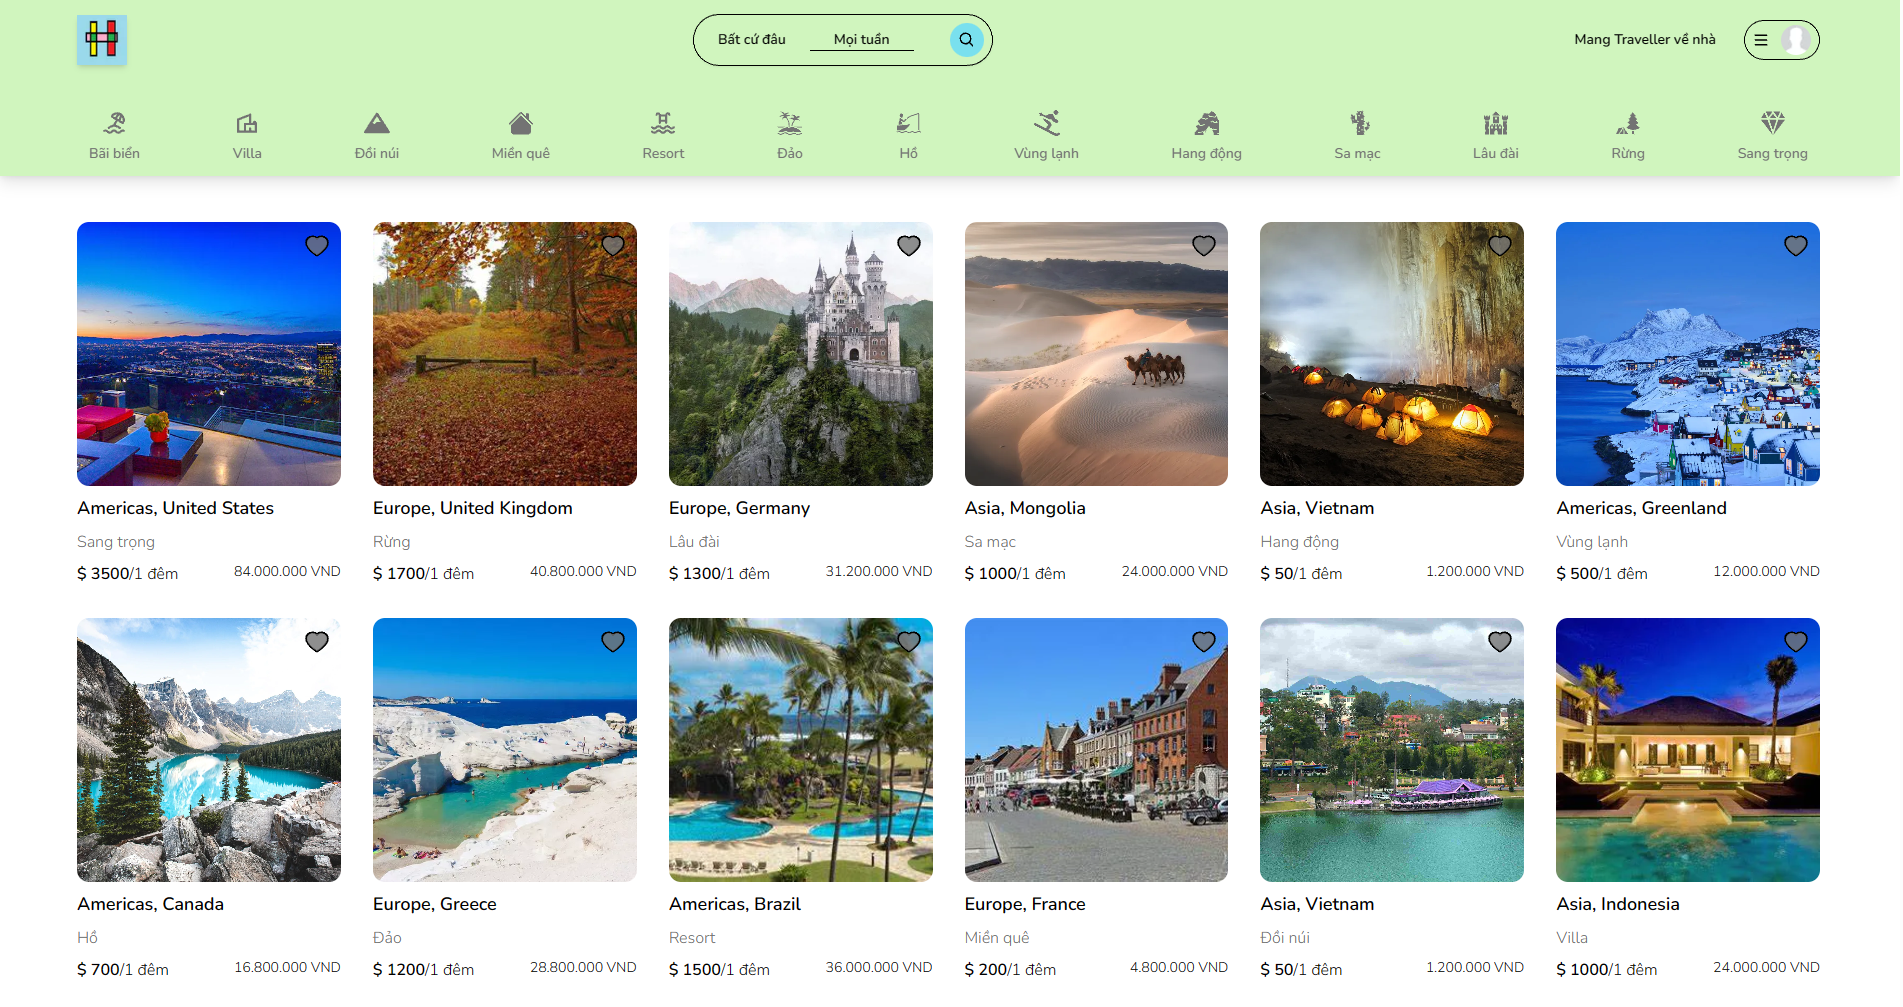 Bất cứ đâu Mọi tuần Mang Traveller về nhà
Bãi biển Villa Đồi núi Miền quê Resort Đảo Hồ Vùng lạnh Hang động Sa mạc Lâu đài Rừng Sang trọng
Americas, United States
Sang trọng
$ 3500/1 đêm 84.000.000 VND
Europe, United Kingdom
Rừng
$ 1700/1 đêm 40.800.000 VND
Europe, Germany
Lâu đài
$ 1300/1 đêm 31.200.000 VND
Asia, Mongolia
Sa mạc
$ 1000/1 đêm 24.000.000 VND
Asia, Vietnam
Hang động
$ 50/1 đêm 1.200.000 VND
Americas, Greenland
Vùng lạnh
$ 500/1 đêm 12.000.000 VND
Americas, Canada
Hồ
$ 700/1 đêm 16.800.000 VND
Europe, Greece
Đảo
$ 1200/1 đêm 28.800.000 VND
Americas, Brazil
Resort
$ 1500/1 đêm 36.000.000 VND
Europe, France
Miền quê
$ 200/1 đêm 4.800.000 VND
Asia, Vietnam
Đồi núi
$ 50/1 đêm 1.200.000 VND
Asia, Indonesia
Villa
$ 1000/1 đêm 24.000.000 VND